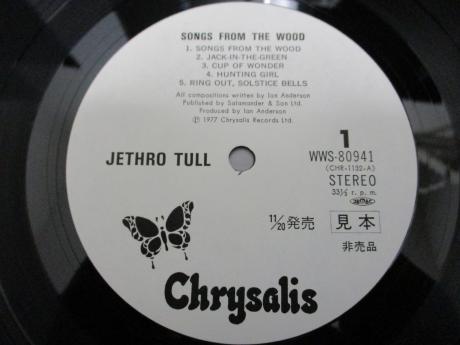 SONGS FROM THE WOOD
1. SONGS FROM THE WOOD
2. JACK-IN-THE-GREEN
3. CUP OF WONDER
4. HUNTING GIRL
5. RING OUT, SOLSTICE BELLS
All compositions written by Ian Anderson
Published by Salamander & Son Ltd.
Produced by Ian Anderson
Ⓟ 1977 Chrysalis Records Ltd.
JETHRO TULL
1
WWS-80941
(CHR-1132-A)
STEREO
33⅓ r. p. m.
JASRAC
11/20発売
見本
非売品
Chrysalis